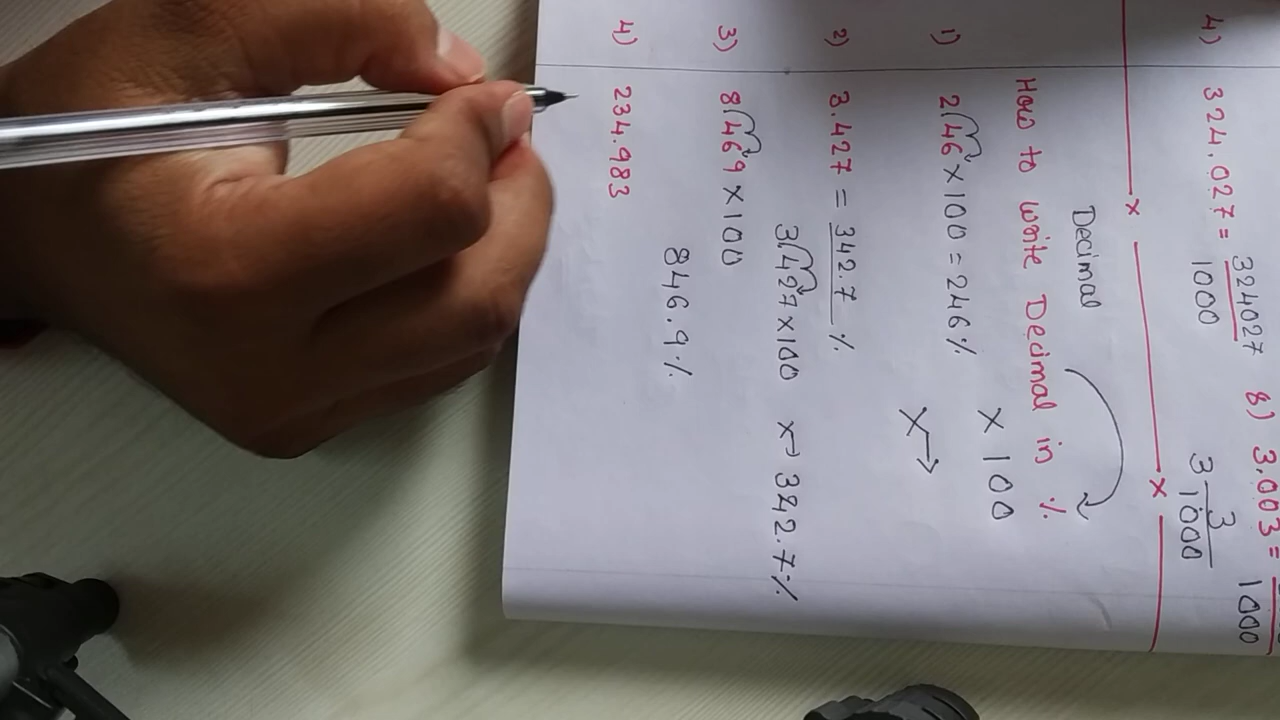 4) 324.027 = 324027 8) 3.003 =
1000 3 3 1000
1000
x x
Decimal
How to write Decimal in %
x 100
1) 2.46 x 100 = 246% x→
2) 3.427 = 342.7 %
3.427 x 100 x→ 342.7%
3) 8.469 x 100
846.9%
4) 234.983